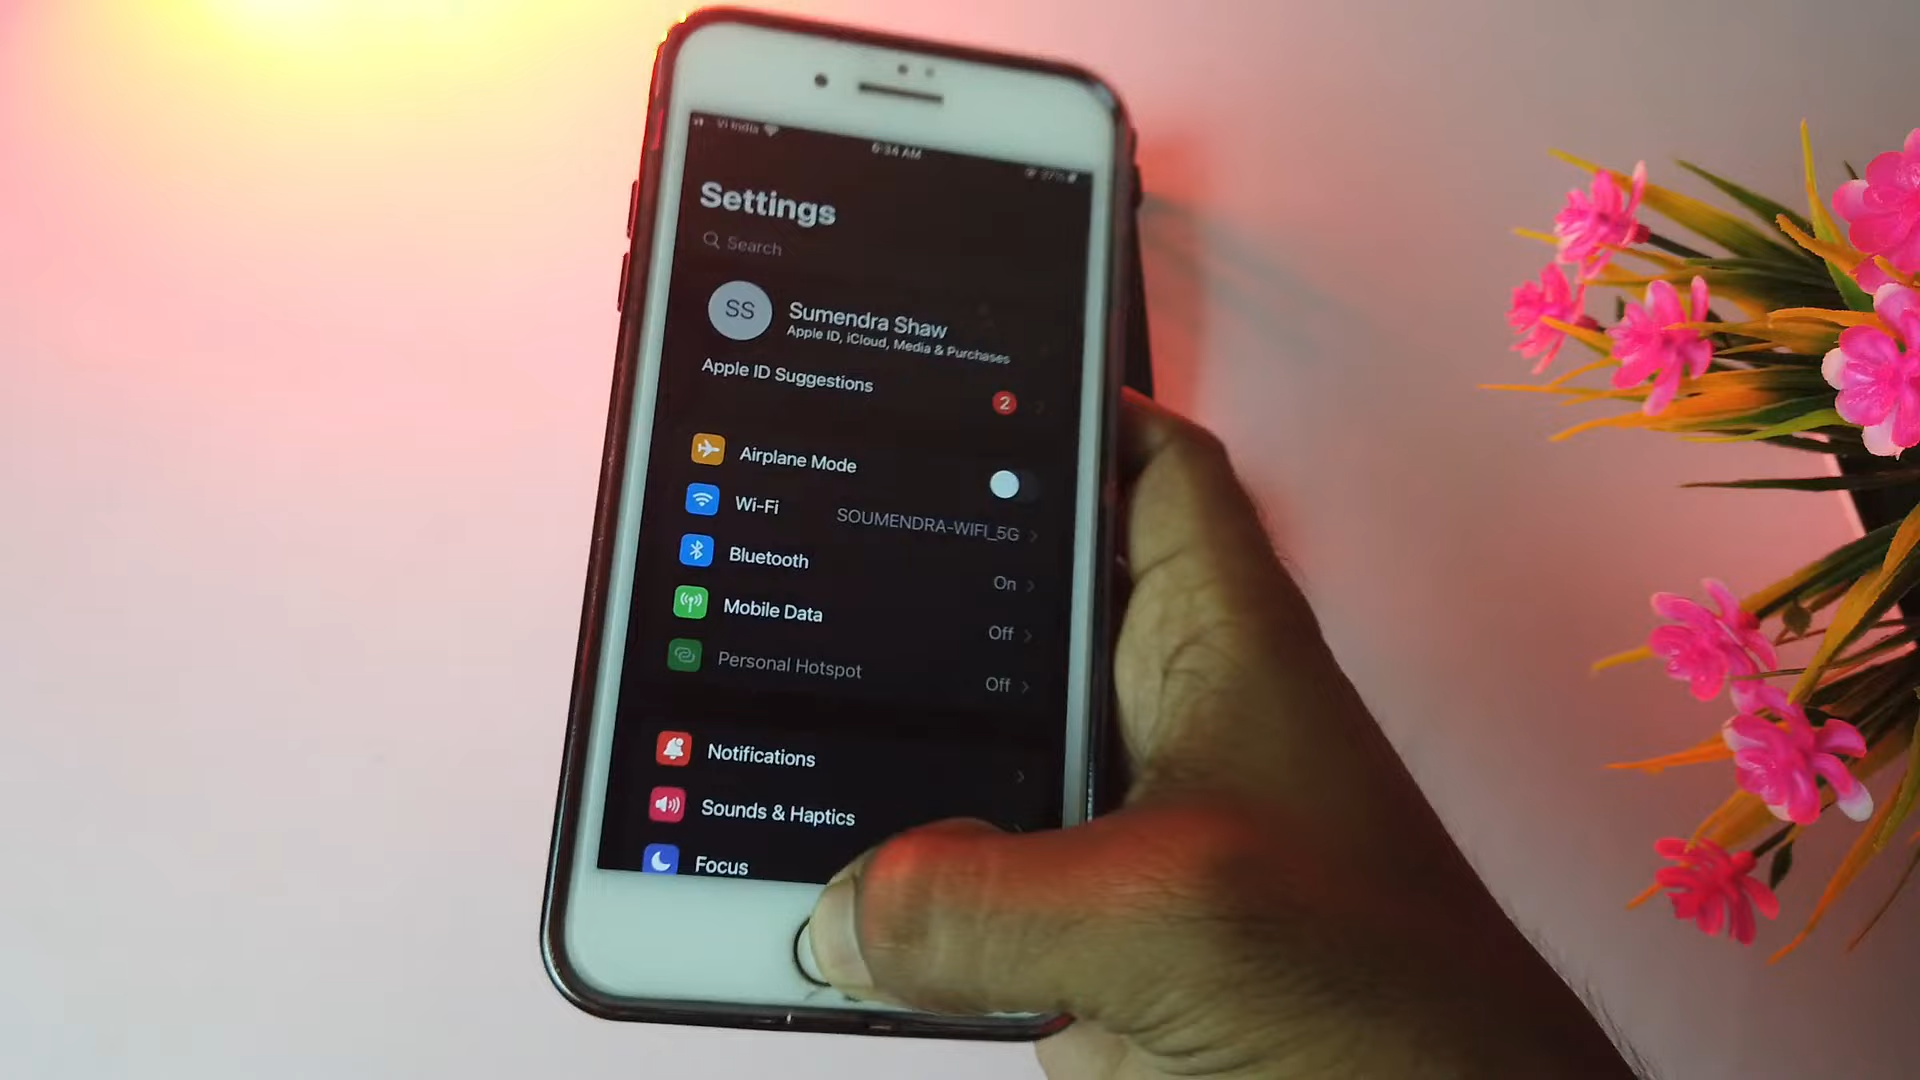 Vi India
6:34 AM
37%
Settings
Search
SS
Sumendra Shaw
Apple ID, iCloud, Media & Purchases
Apple ID Suggestions
2
Airplane Mode
Wi-Fi SOUMENDRA-WIFI_5G
Bluetooth On
Mobile Data Off
Personal Hotspot Off
Notifications
Sounds & Haptics
Focus